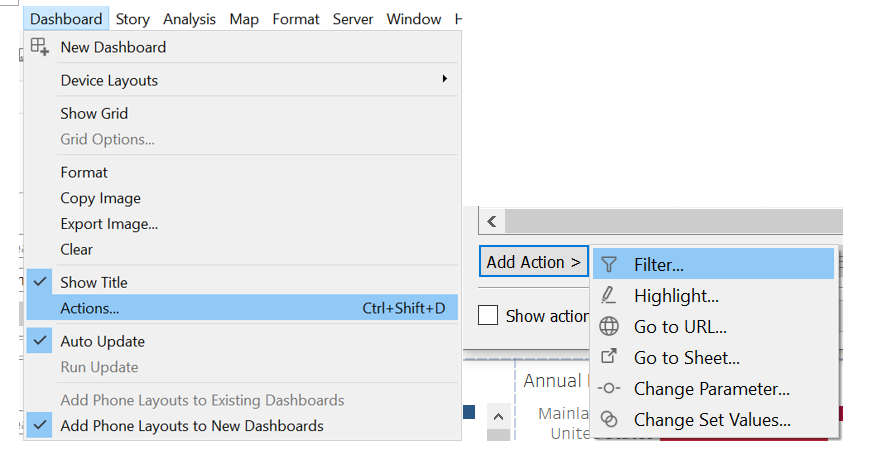 Dashboard Story Analysis Map Format Server Window
New Dashboard
Device Layouts
Show Grid
Grid Options...
Format
Copy Image
Export Image...
Clear
Show Title
Actions... Ctrl+Shift+D
Auto Update
Run Update
Add Phone Layouts to Existing Dashboards
Add Phone Layouts to New Dashboards
Add Action >
Show action
Filter...
Highlight...
Go to URL...
Go to Sheet...
Change Parameter...
Change Set Values...
Annual
Mainla
United States